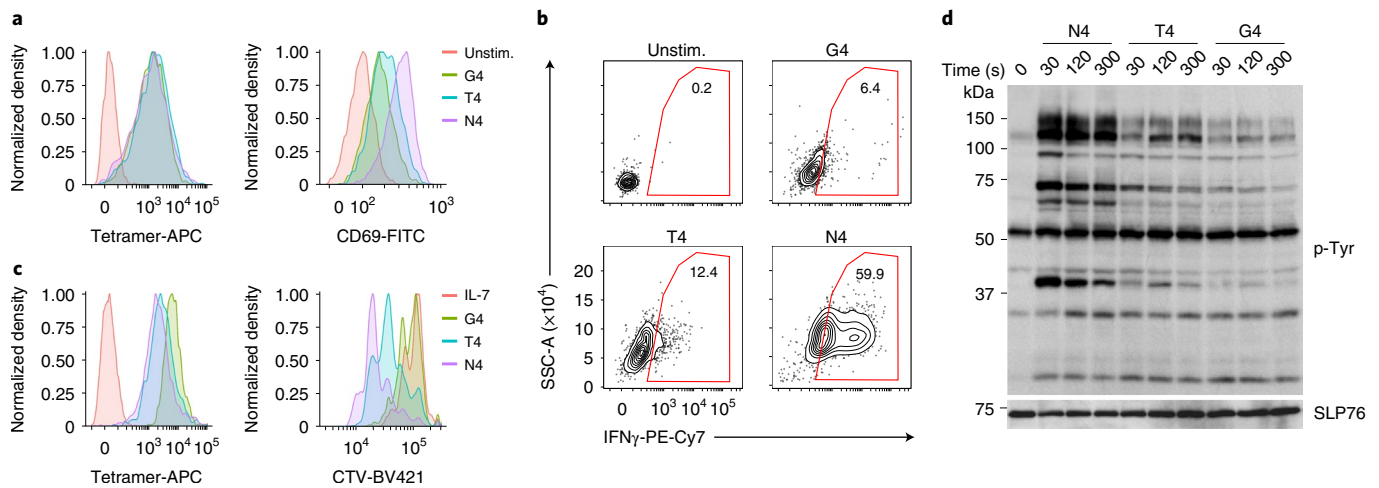 a
Normalized density
1.00
0.75
0.50
0.25
0
0 10³ 10⁴ 10⁵
Tetramer-APC
Normalized density
1.00
0.75
0.50
0.25
0
0 10² 10³
CD69-FITC
Unstim.
G4
T4
N4
b
Unstim.
0.2
G4
6.4
T4
12.4
N4
59.9
SSC-A (×10⁴)
20
15
10
5
0
0 10³ 10⁴ 10⁵
IFNγ-PE-Cy7
c
Normalized density
1.00
0.75
0.50
0.25
0
0 10³ 10⁴ 10⁵
Tetramer-APC
Normalized density
1.00
0.75
0.50
0.25
0
10⁴ 10⁵
CTV-BV421
IL-7
G4
T4
N4
d
N4 T4 G4
Time (s) 0 30 120 300 30 120 300 30 120 300
kDa
150
100
75
50
37
p-Tyr
75
SLP76